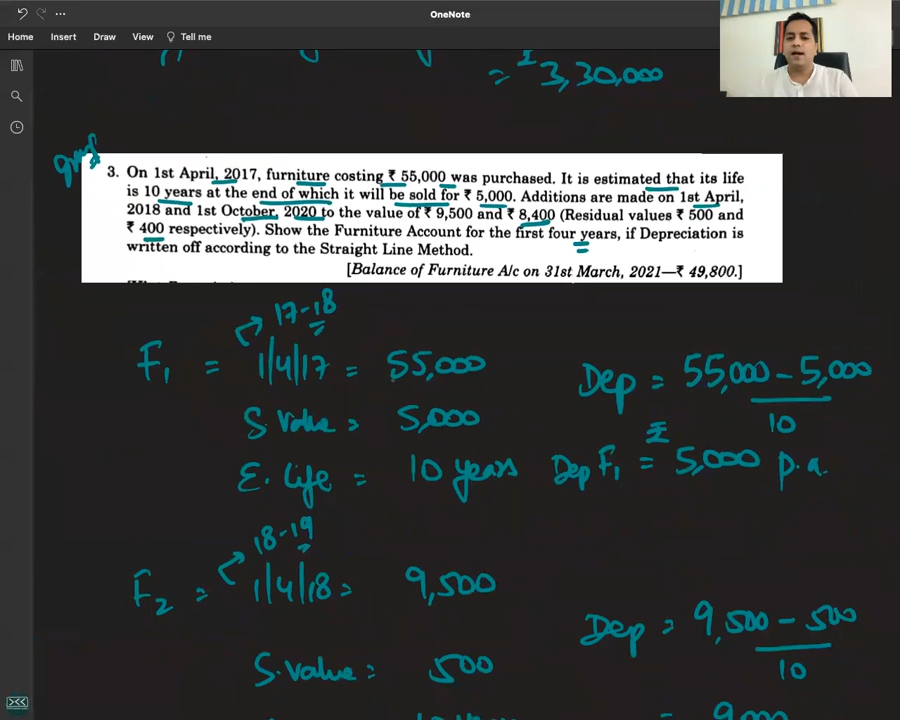 OneNote
Home Insert Draw View Tell me
= ₹ 3,30,000
3. On 1st April, 2017, furniture costing ₹ 55,000 was purchased. It is estimated that its life
is 10 years at the end of which it will be sold for ₹ 5,000. Additions are made on 1st April,
2018 and 1st October, 2020 to the value of ₹ 9,500 and ₹ 8,400 (Residual values ₹ 500 and
₹ 400 respectively). Show the Furniture Account for the first four years, if Depreciation is
written off according to the Straight Line Method.
[Balance of Furniture A/c on 31st March, 2021—₹ 49,800.]
17-18
F1 = 1/4/17 = 55,000
Dep = 55,000 - 5,000
10
S. Value = 5,000
E. life = 10 years
Dep F1 = ₹ 5,000 p.a.
18-19
F2 = 1/4/18 = 9,500
Dep = 9,500 - 500
10
S. Value = 500